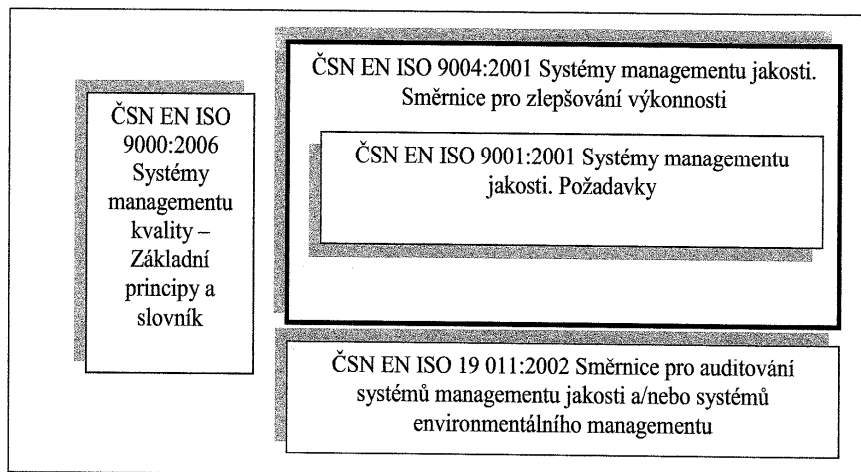 ČSN EN ISO
9000:2006
Systémy
managementu
kvality –
Základní
principy a
slovník
ČSN EN ISO 9004:2001 Systémy managementu jakosti.
Směrnice pro zlepšování výkonnosti
ČSN EN ISO 9001:2001 Systémy managementu
jakosti. Požadavky
ČSN EN ISO 19 011:2002 Směrnice pro auditování
systémů managementu jakosti a/nebo systémů
environmentálního managementu